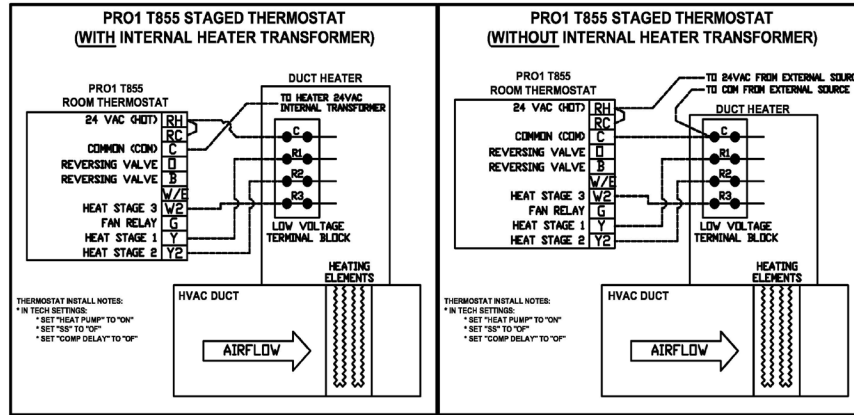 PRO1 T855 STAGED THERMOSTAT
(WITH INTERNAL HEATER TRANSFORMER)
DUCT HEATER
PRO1 T855
ROOM THERMOSTAT
TO HEATER 24VAC
INTERNAL TRANSFORMER
24 VAC (HOT) RH
RC
COMMON (COM) C
REVERSING VALVE O
REVERSING VALVE B
W/E
HEAT STAGE 3 W2
FAN RELAY G
HEAT STAGE 1 Y
HEAT STAGE 2 Y2
C
R1
R2
R3
LOW VOLTAGE
TERMINAL BLOCK
HEATING
ELEMENTS
THERMOSTAT INSTALL NOTES:
* IN TECH SETTINGS:
* SET "HEAT PUMP" TO "ON"
* SET "SS" TO "OF"
* SET "COMP DELAY" TO "OF"
HVAC DUCT
AIRFLOW
PRO1 T855 STAGED THERMOSTAT
(WITHOUT INTERNAL HEATER TRANSFORMER)
PRO1 T855
ROOM THERMOSTAT
TO 24VAC FROM EXTERNAL SOURC
TO COM FROM EXTERNAL SOURCE
DUCT HEATER
24 VAC (HOT) RH
RC
COMMON (COM) C
REVERSING VALVE O
REVERSING VALVE B
W/E
HEAT STAGE 3 W2
FAN RELAY G
HEAT STAGE 1 Y
HEAT STAGE 2 Y2
C
R1
R2
R3
LOW VOLTAGE
TERMINAL BLOCK
HEATING
ELEMENTS
THERMOSTAT INSTALL NOTES:
* IN TECH SETTINGS:
* SET "HEAT PUMP" TO "ON"
* SET "SS" TO "OF"
* SET "COMP DELAY" TO "OF"
HVAC DUCT
AIRFLOW